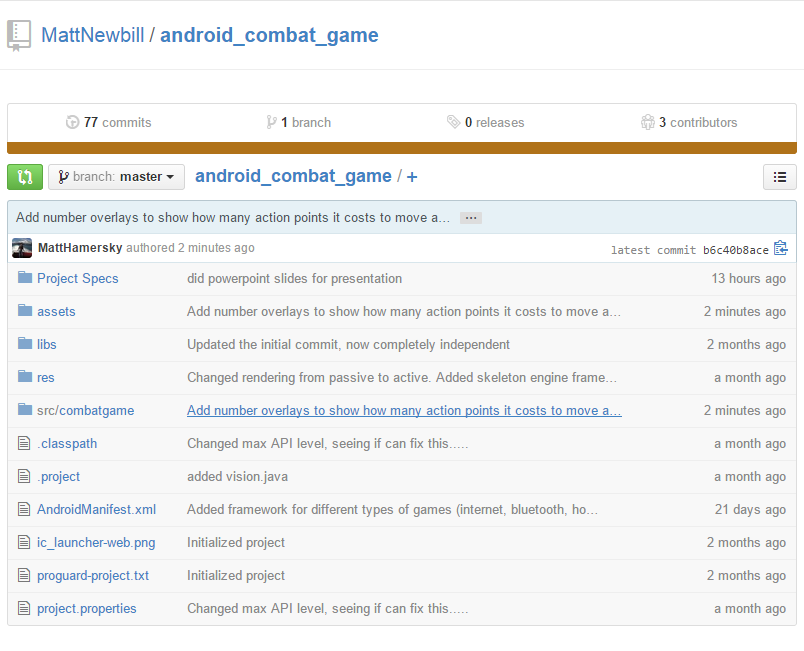 MattNewbill / android_combat_game
77 commits 1 branch 0 releases 3 contributors
branch: master android_combat_game / +
Add number overlays to show how many action points it costs to move a… …
MattHamersky authored 2 minutes ago latest commit b6c40b8ace
Project Specs did powerpoint slides for presentation 13 hours ago
assets Add number overlays to show how many action points it costs to move a… 2 minutes ago
libs Updated the initial commit, now completely independent 2 months ago
res Changed rendering from passive to active. Added skeleton engine frame… a month ago
src/combatgame Add number overlays to show how many action points it costs to move a… 2 minutes ago
.classpath Changed max API level, seeing if can fix this..... a month ago
.project added vision.java a month ago
AndroidManifest.xml Added framework for different types of games (internet, bluetooth, ho… 21 days ago
ic_launcher-web.png Initialized project 2 months ago
proguard-project.txt Initialized project 2 months ago
project.properties Changed max API level, seeing if can fix this..... a month ago